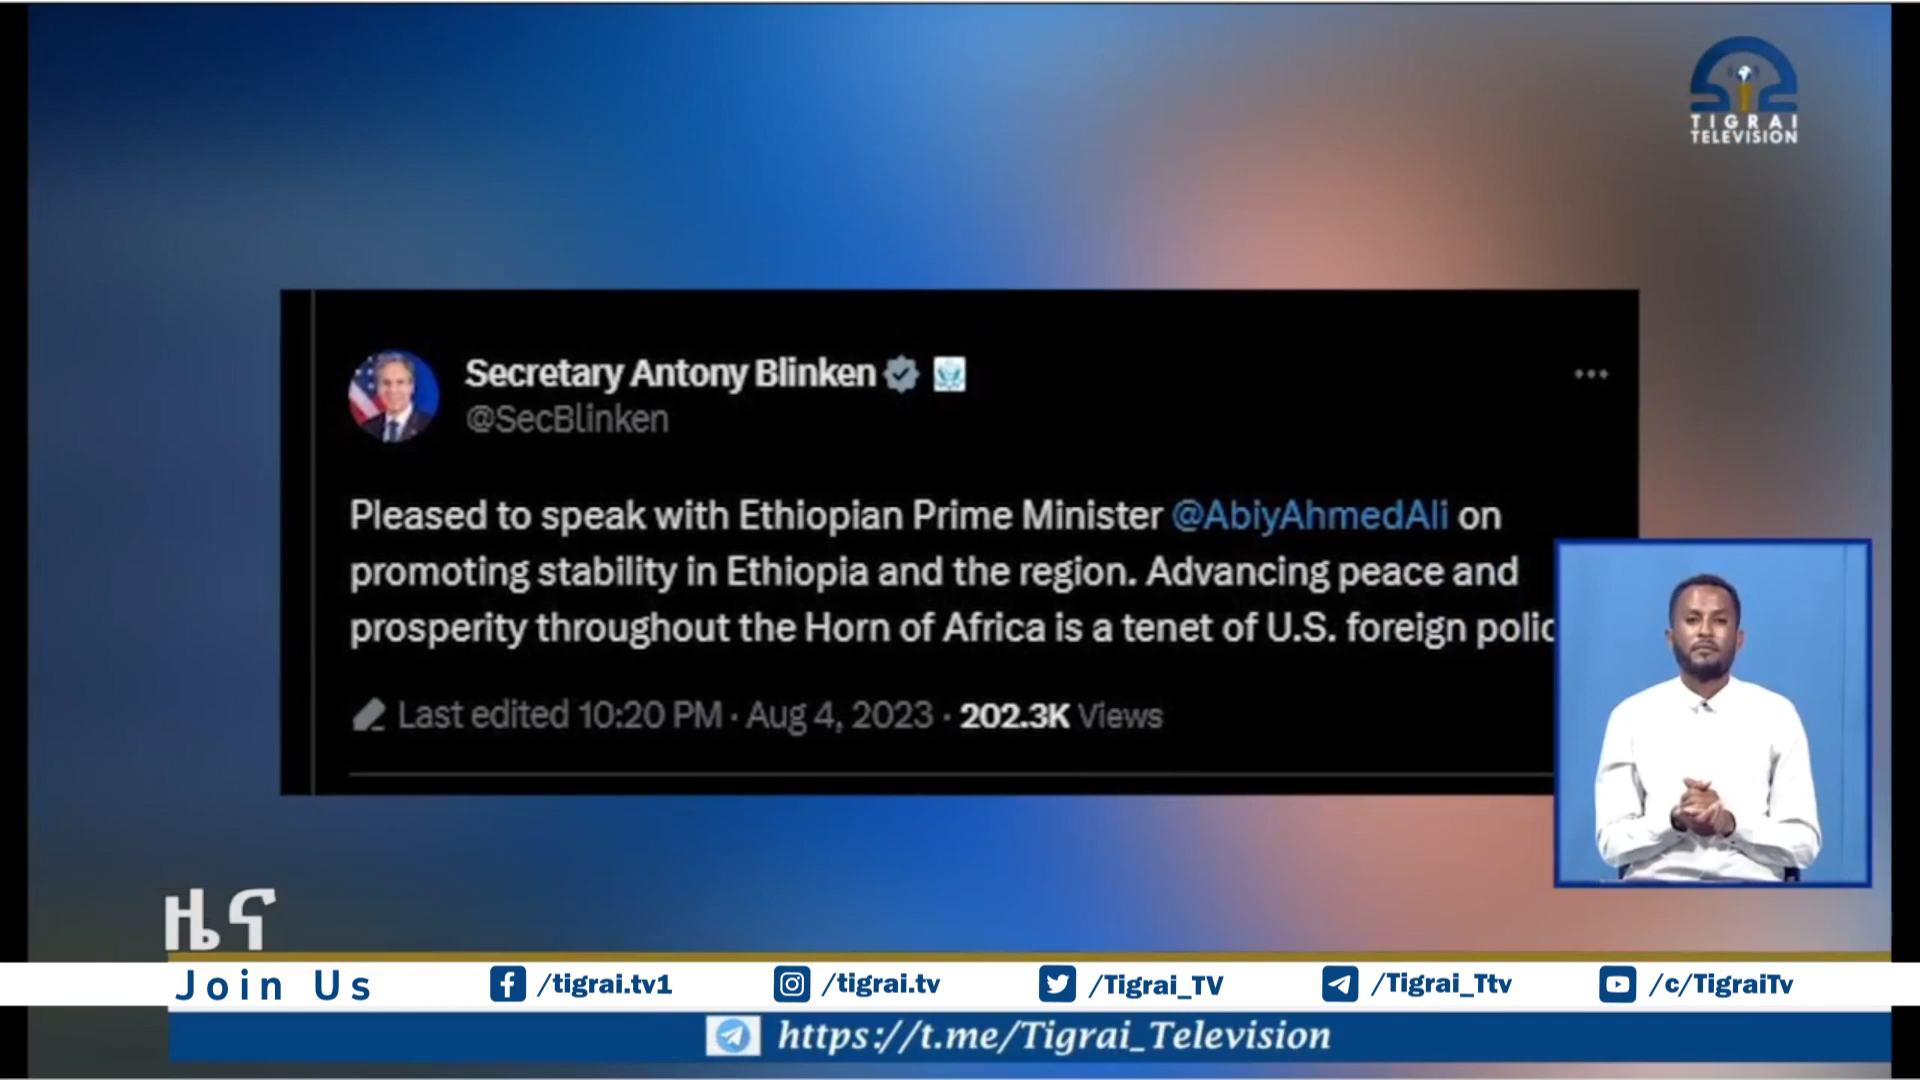 TIGRAI
TELEVISION
Secretary Antony Blinken
@SecBlinken
Pleased to speak with Ethiopian Prime Minister @AbiyAhmedAli on
promoting stability in Ethiopia and the region. Advancing peace and
prosperity throughout the Horn of Africa is a tenet of U.S. foreign polic
Last edited 10:20 PM · Aug 4, 2023 · 202.3K Views
ዜና
Join Us /tigrai.tv1 /tigrai.tv /Tigrai_TV /Tigrai_Ttv /c/TigraiTv
https://t.me/Tigrai_Television